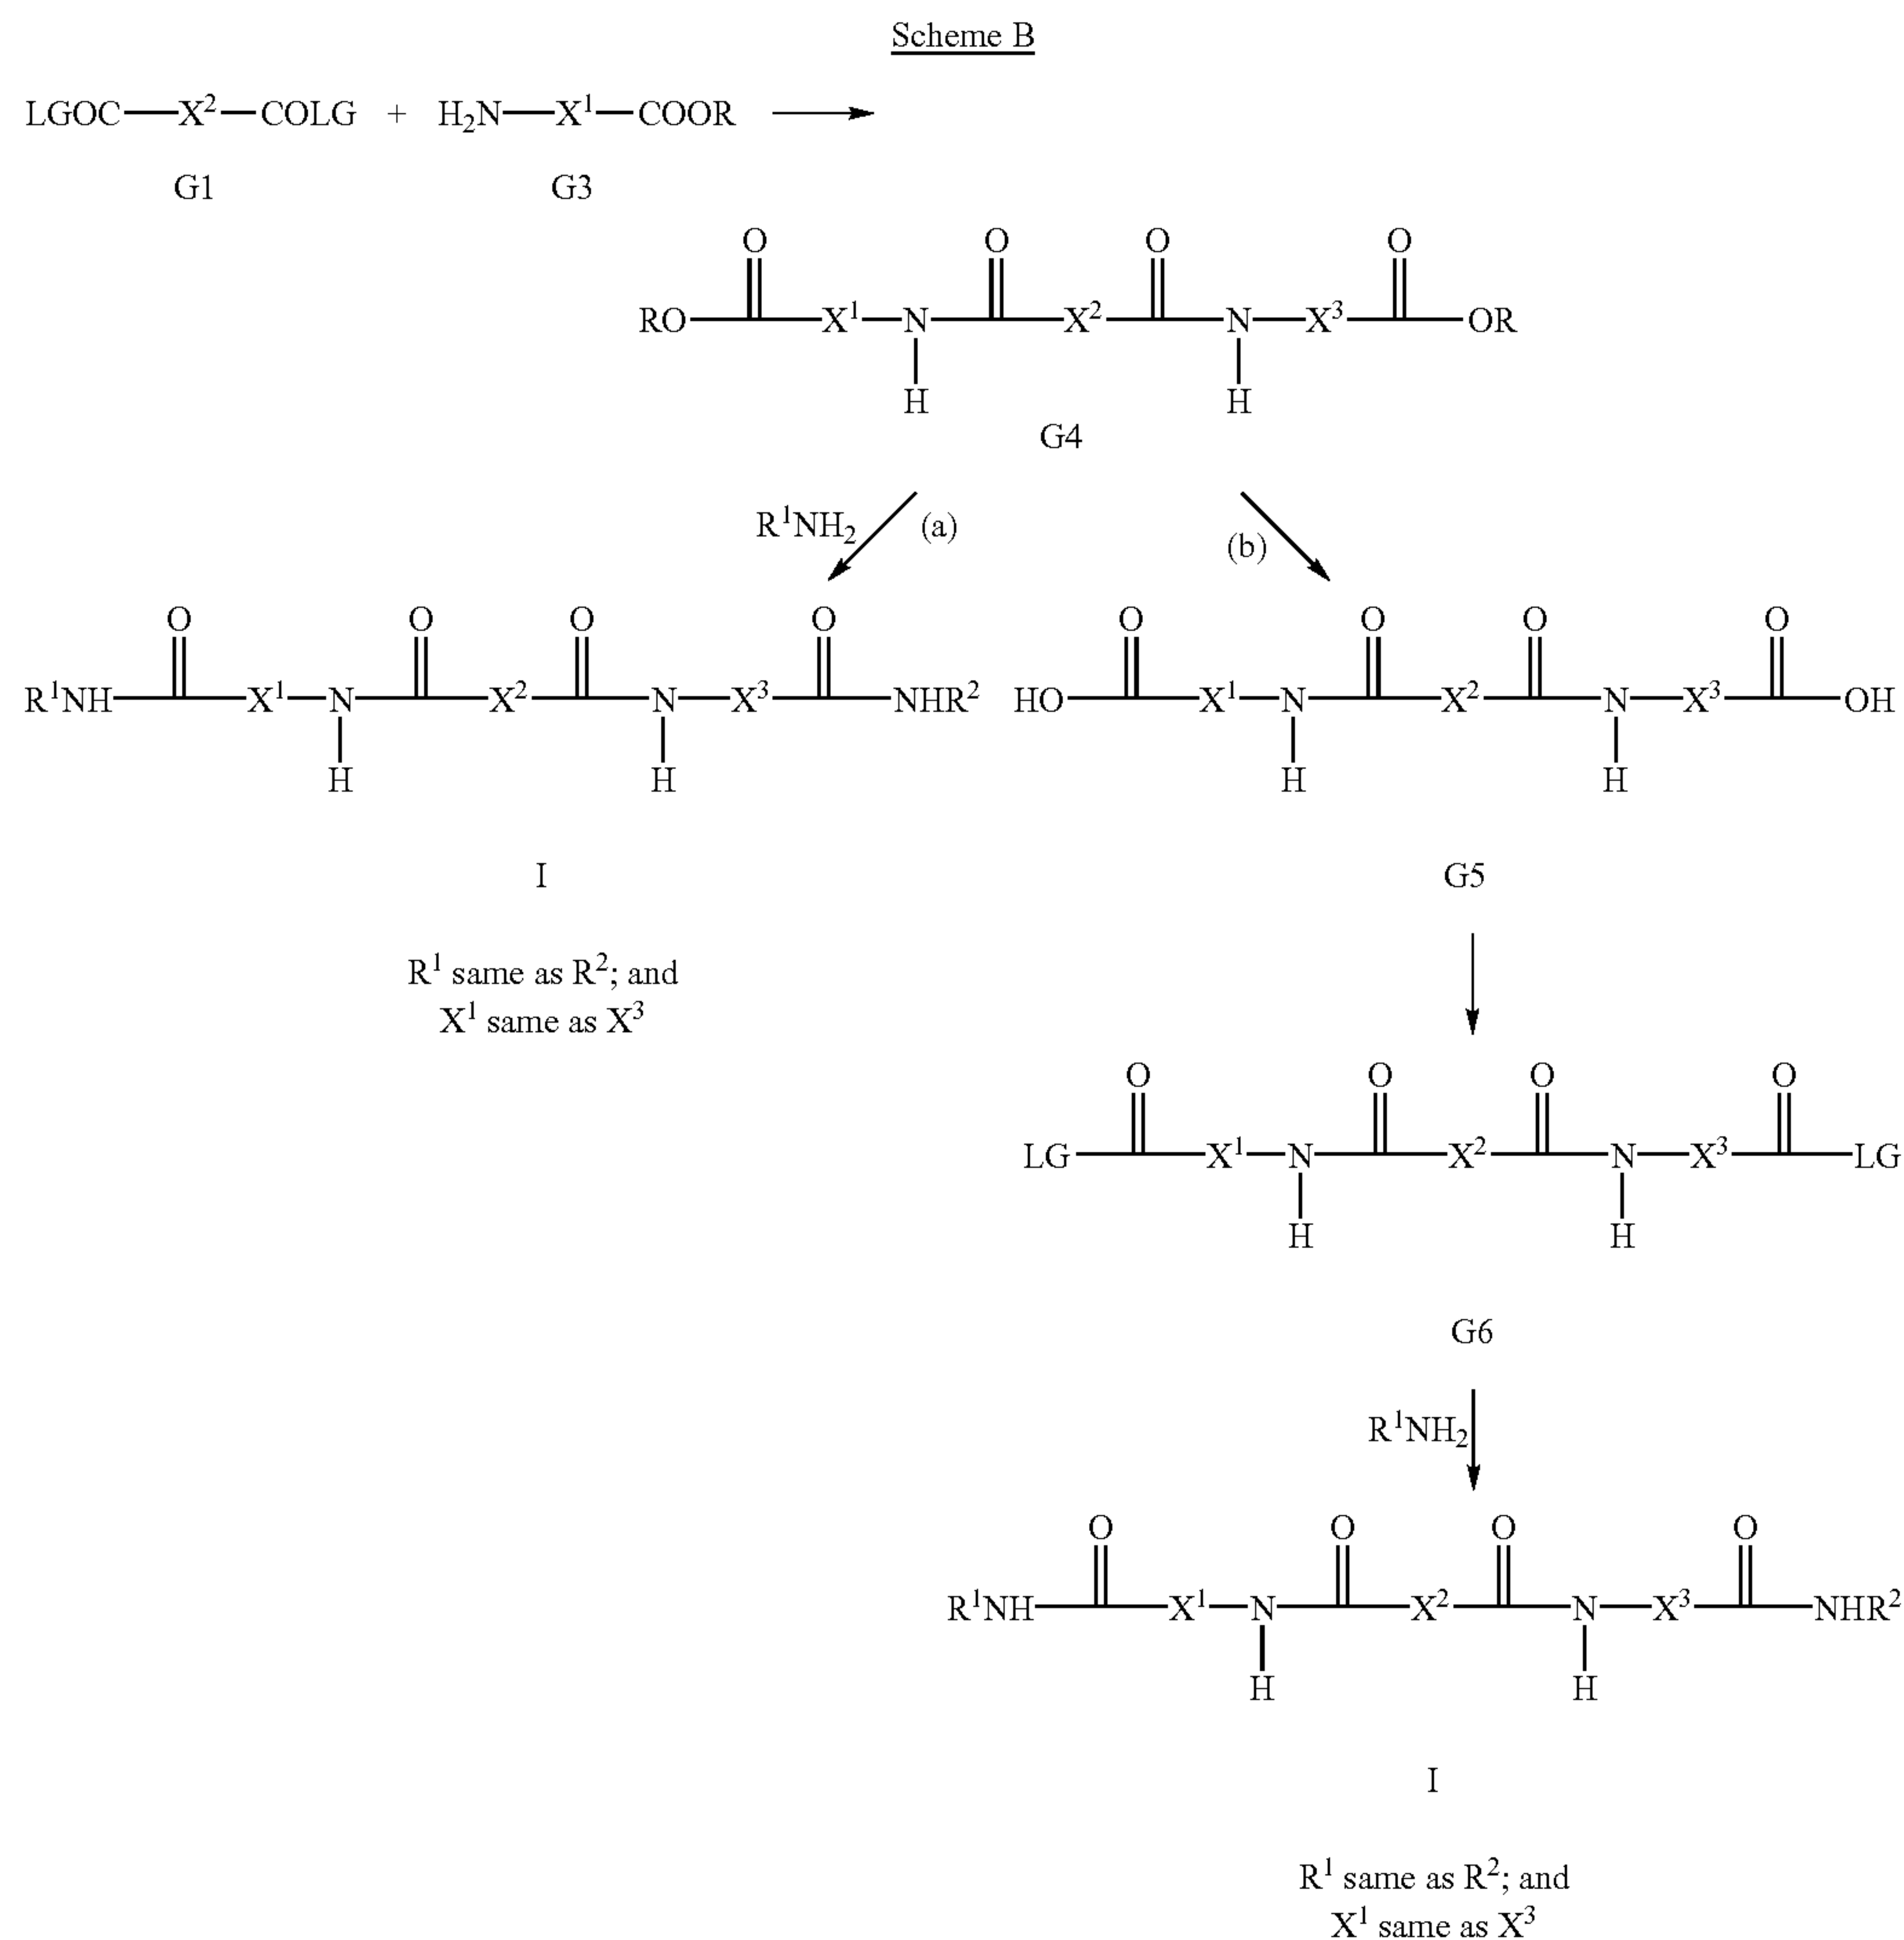 Scheme B
LGOC—X²—COLG + H₂N—X¹—COOR
G1 G3
O O O O
RO X¹ N X² N X³ OR
H H
G4
R¹NH₂ (a) (b)
O O O O O O O O
R¹NH X¹ N X² N X³ NHR² HO X¹ N X² N X³ OH
H H H H
I G5
R¹ same as R²; and
X¹ same as X³
O O O O
LG X¹ N X² N X³ LG
H H
G6
R¹NH₂
O O O O
R¹NH X¹ N X² N X³ NHR²
H H
I
R¹ same as R²; and
X¹ same as X³